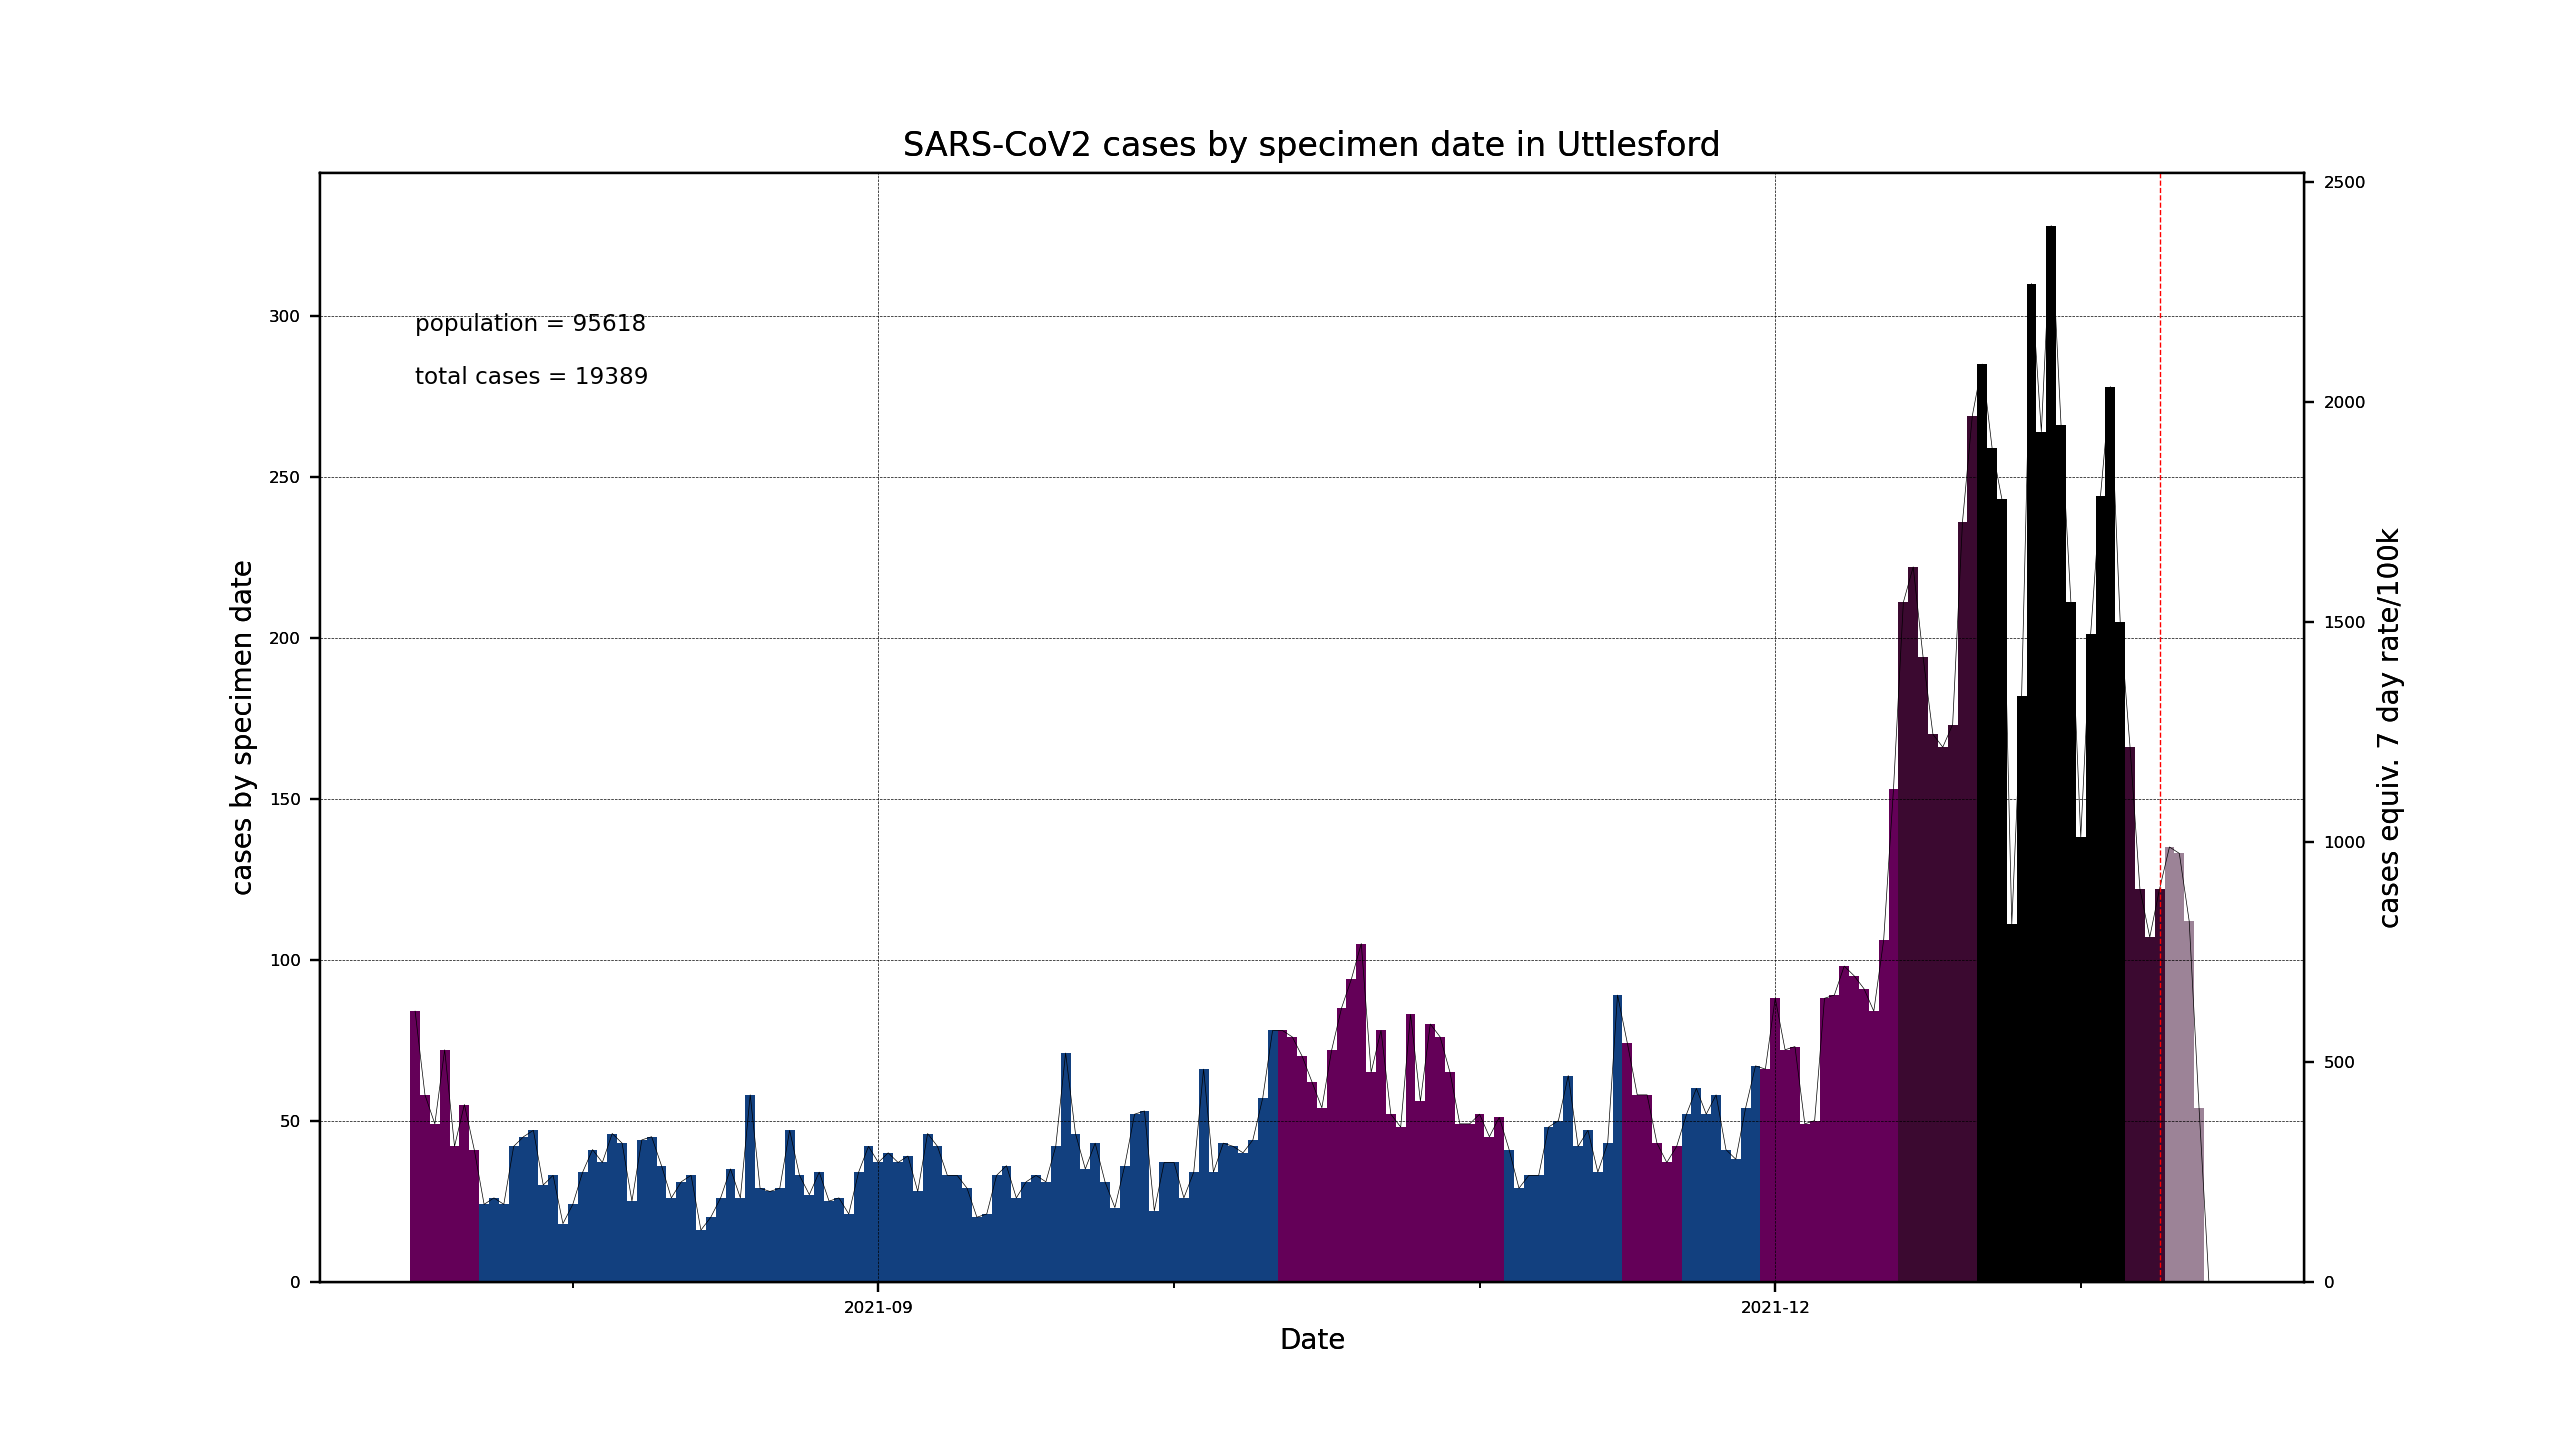 SARS-CoV2 cases by specimen date in Uttlesford
population = 95618
total cases = 19389
cases by specimen date
300
250
200
150
100
50
0
2500
2000
1500
1000
500
0
cases equiv. 7 day rate/100k
2021-09
2021-12
Date